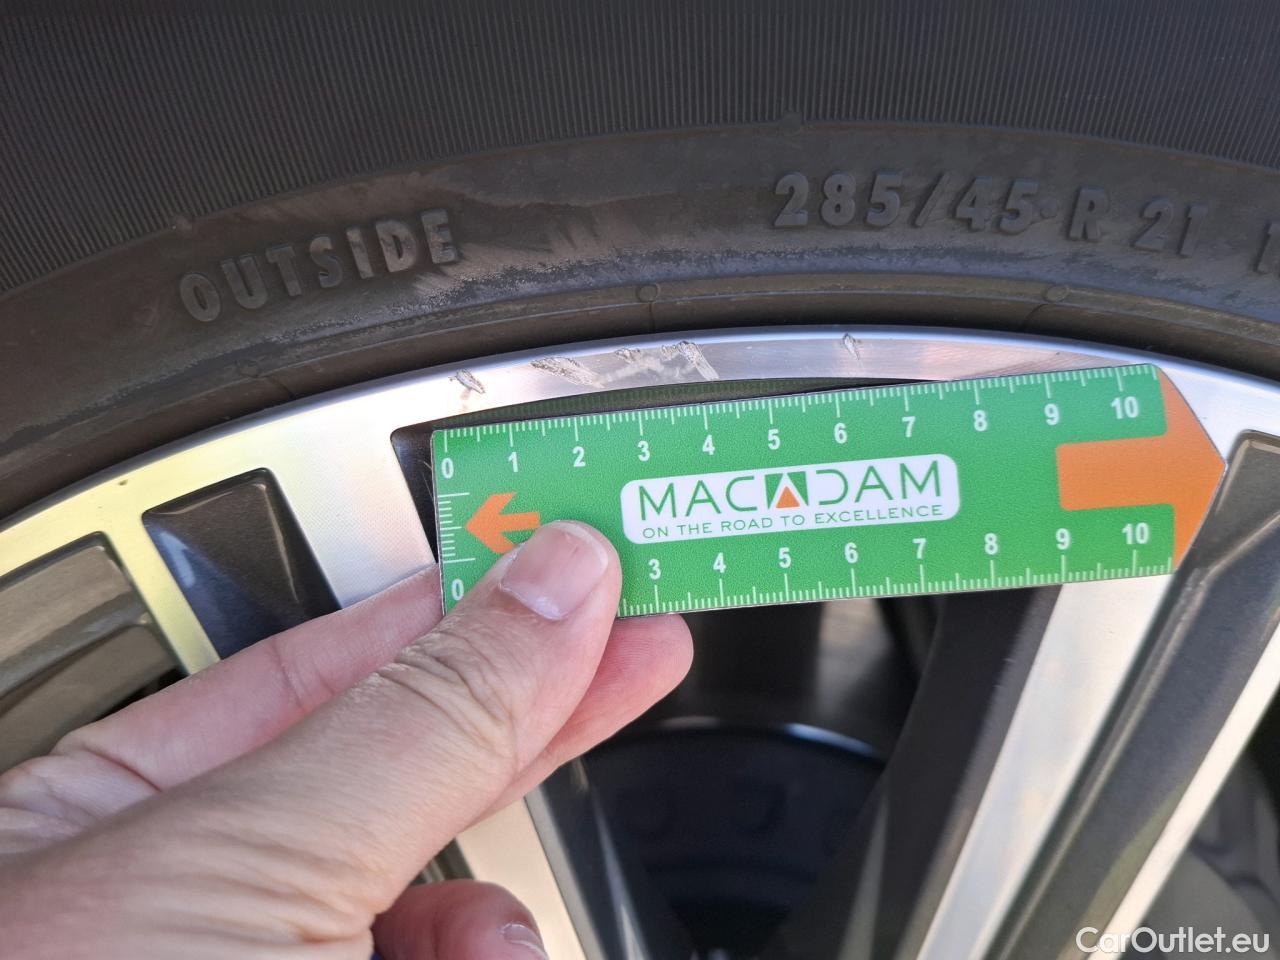 OUTSIDE
285/45 R 21
0 1 2 3 4 5 6 7 8 9 10
MACADAM
ON THE ROAD TO EXCELLENCE
0 3 4 5 6 7 8 9 10
CarOutlet.eu